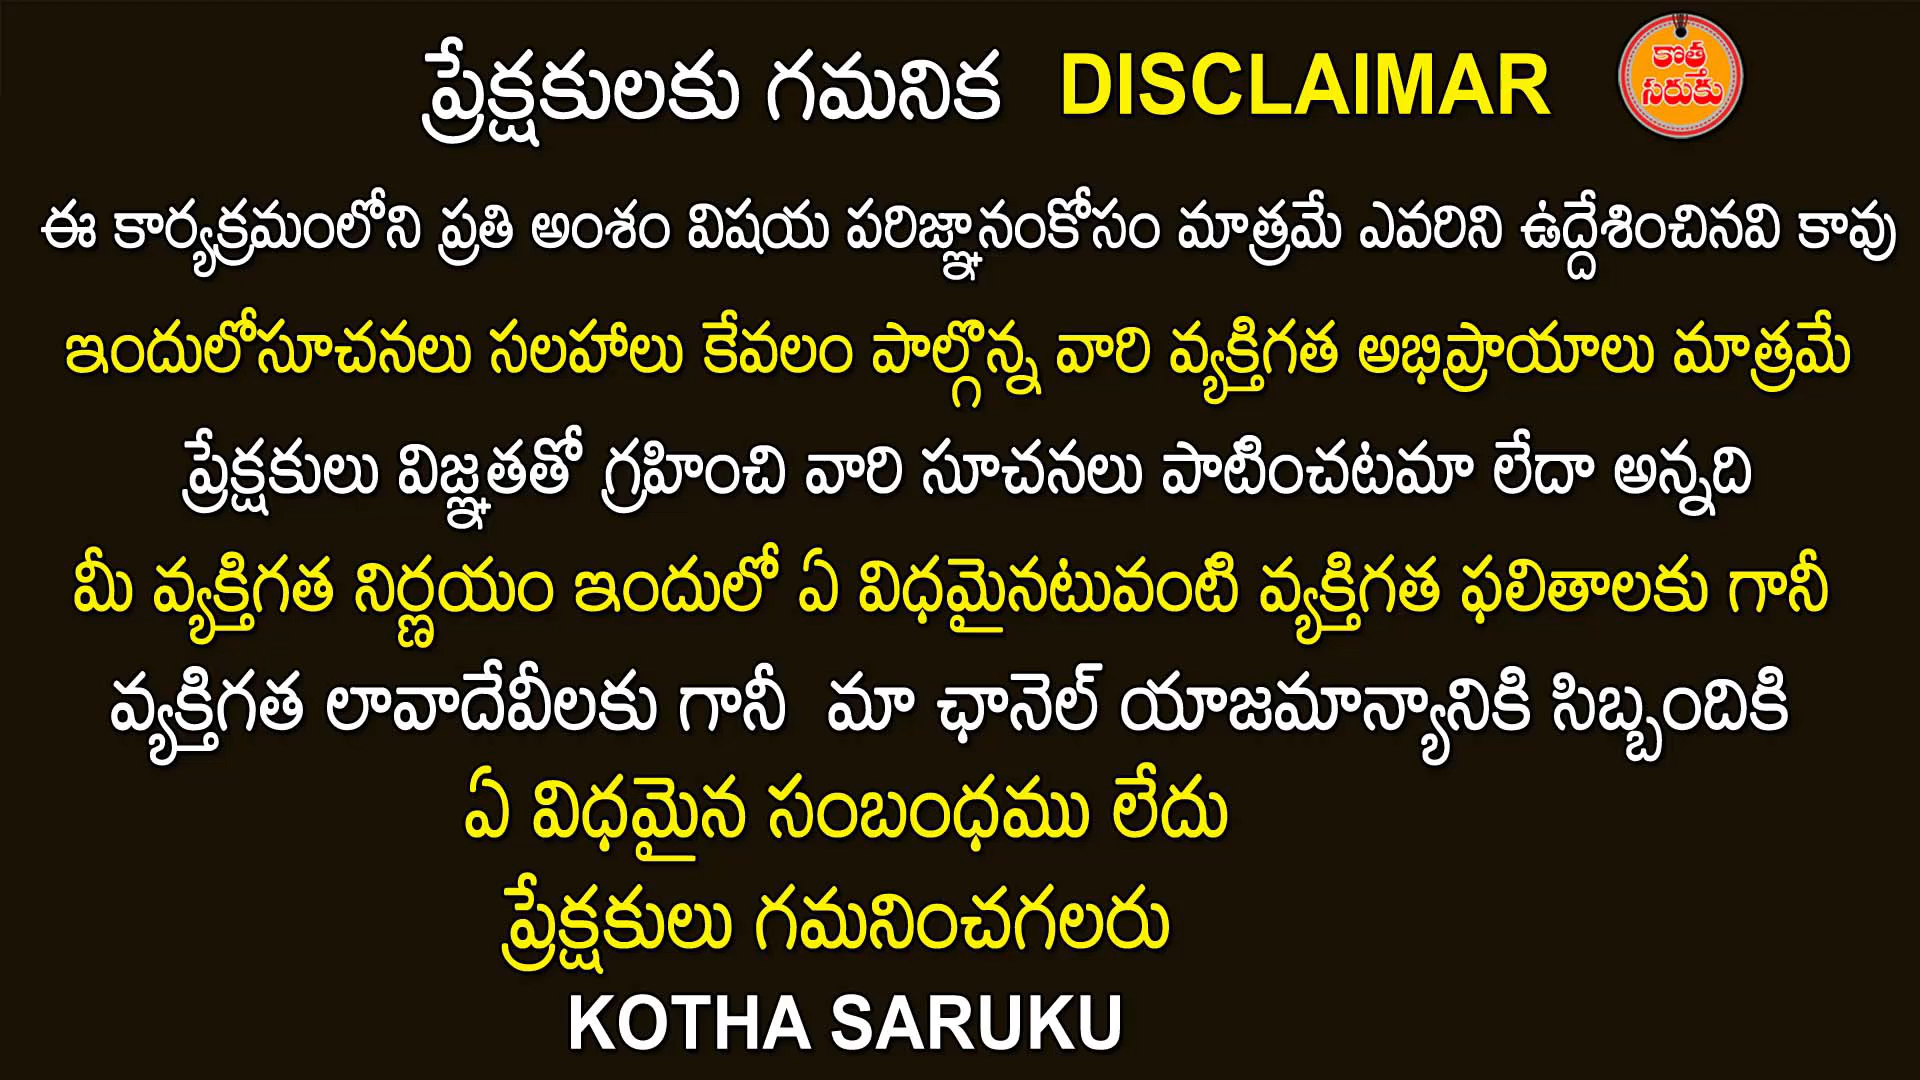 ప్రేక్షకులకు గమనిక DISCLAIMAR
కొత్త
సరుకు
ఈ కార్యక్రమంలోని ప్రతి అంశం విషయ పరిజ్ఞానంకోసం మాత్రమే ఎవరిని ఉద్దేశించినవి కావు
ఇందులోసూచనలు సలహాలు కేవలం పాల్గొన్న వారి వ్యక్తిగత అభిప్రాయాలు మాత్రమే
ప్రేక్షకులు విజ్ఞతతో గ్రహించి వారి సూచనలు పాటించటమా లేదా అన్నది
మీ వ్యక్తిగత నిర్ణయం ఇందులో ఏ విధమైనటువంటి వ్యక్తిగత ఫలితాలకు గానీ
వ్యక్తిగత లావాదేవీలకు గానీ మా ఛానెల్ యాజమాన్యానికి సిబ్బందికి
ఏ విధమైన సంబంధము లేదు
ప్రేక్షకులు గమనించగలరు
KOTHA SARUKU